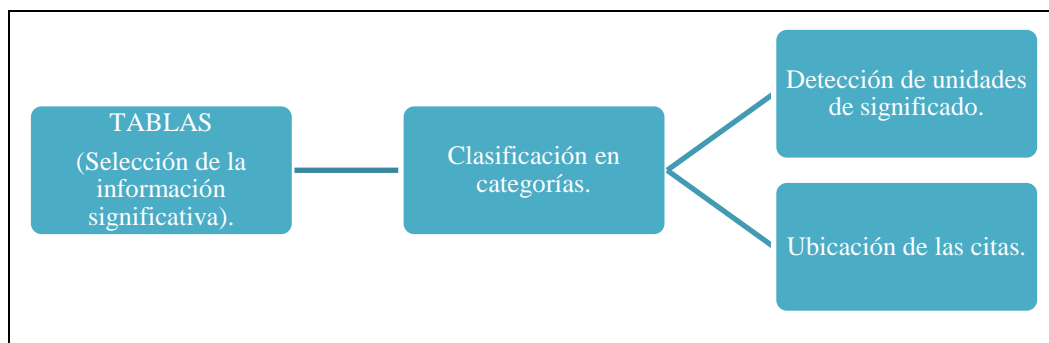 TABLAS
(Selección de la
información
significativa).
Clasificación en
categorías.
Detección de unidades
de significado.
Ubicación de las citas.